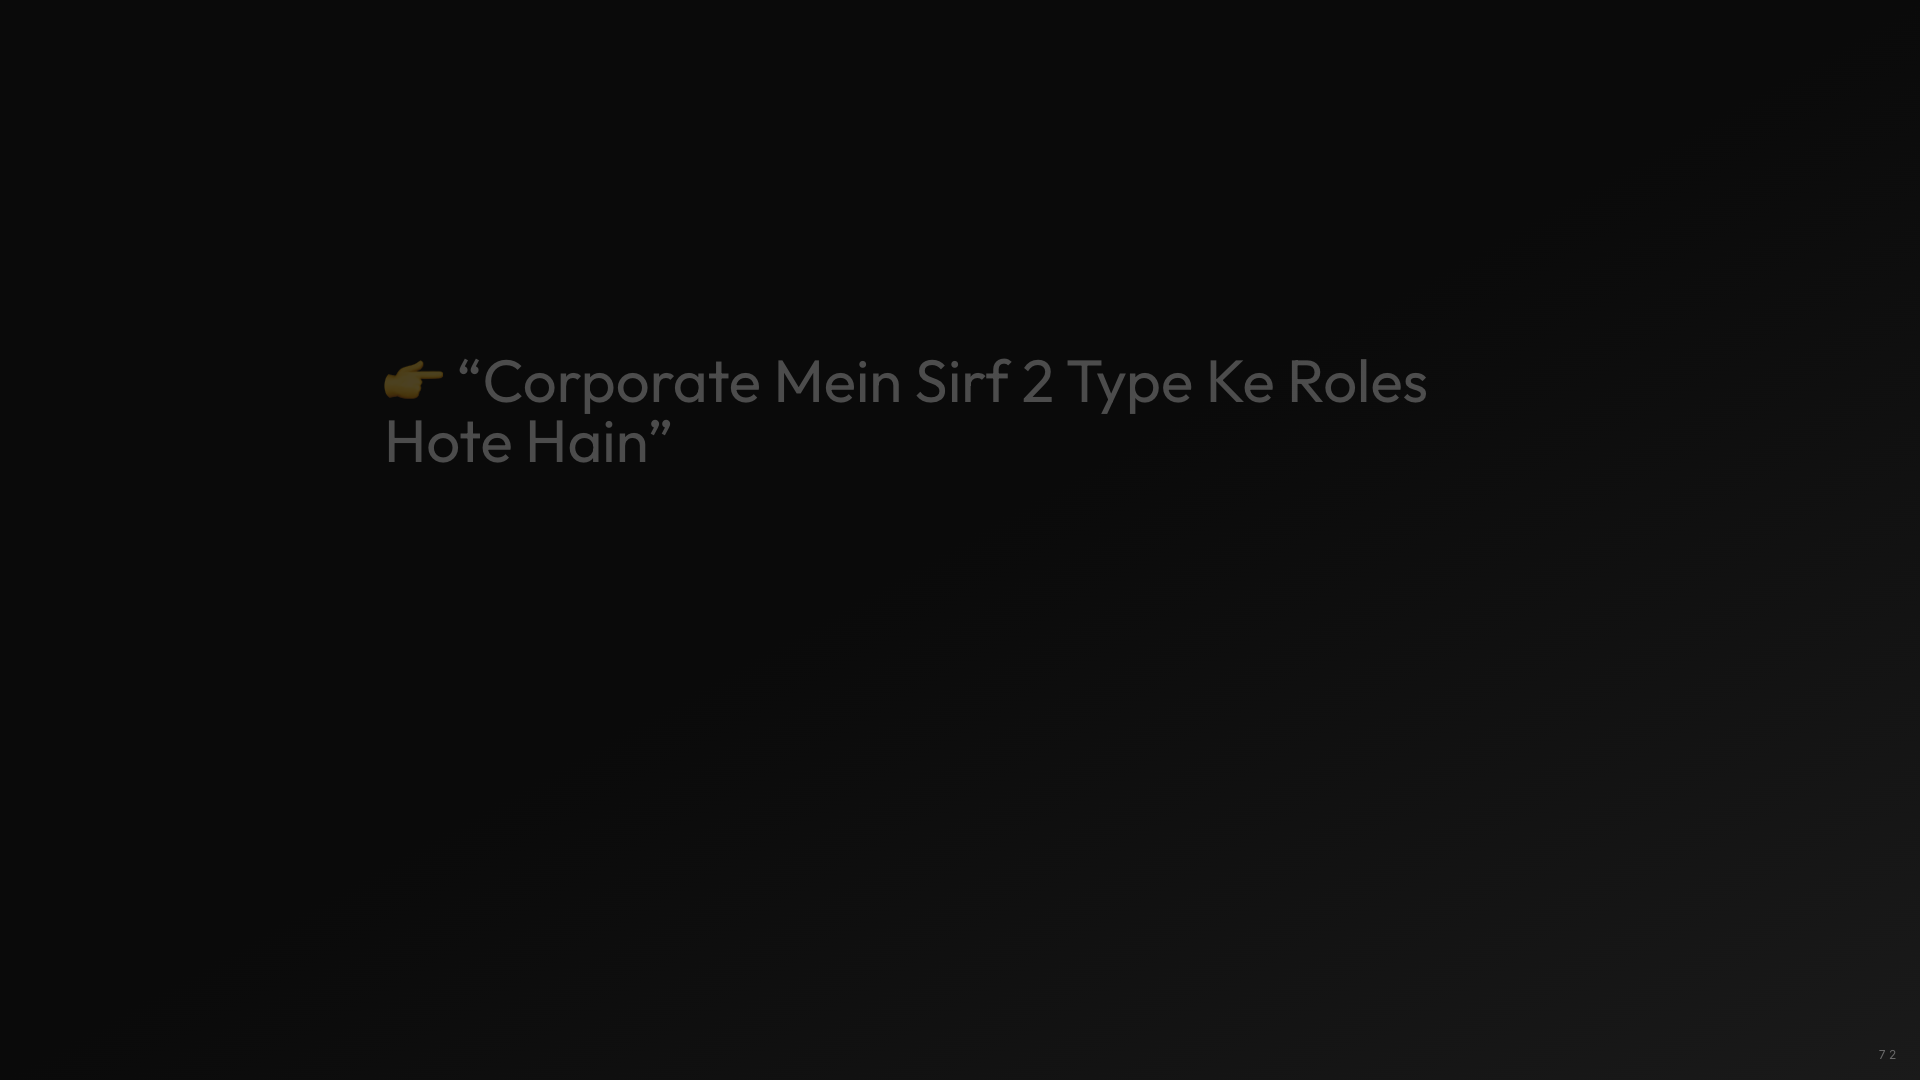 👉 “Corporate Mein Sirf 2 Type Ke Roles
Hote Hain”
72